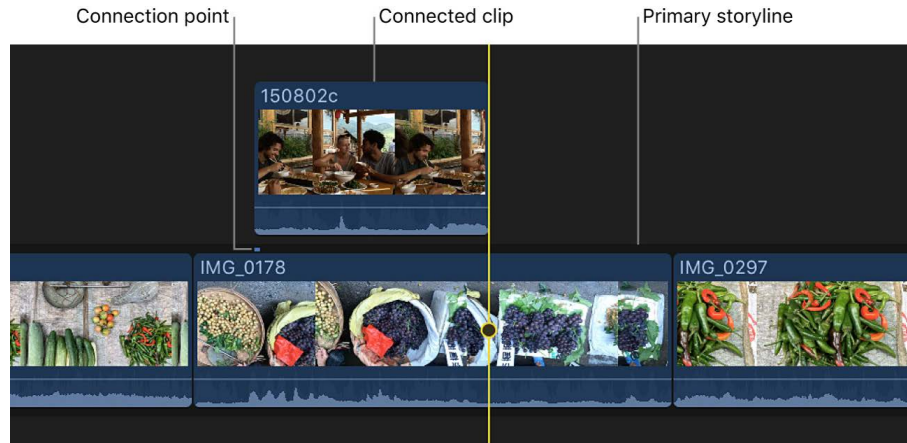 Connection point
Connected clip
Primary storyline
150802c
IMG_0178
IMG_0297